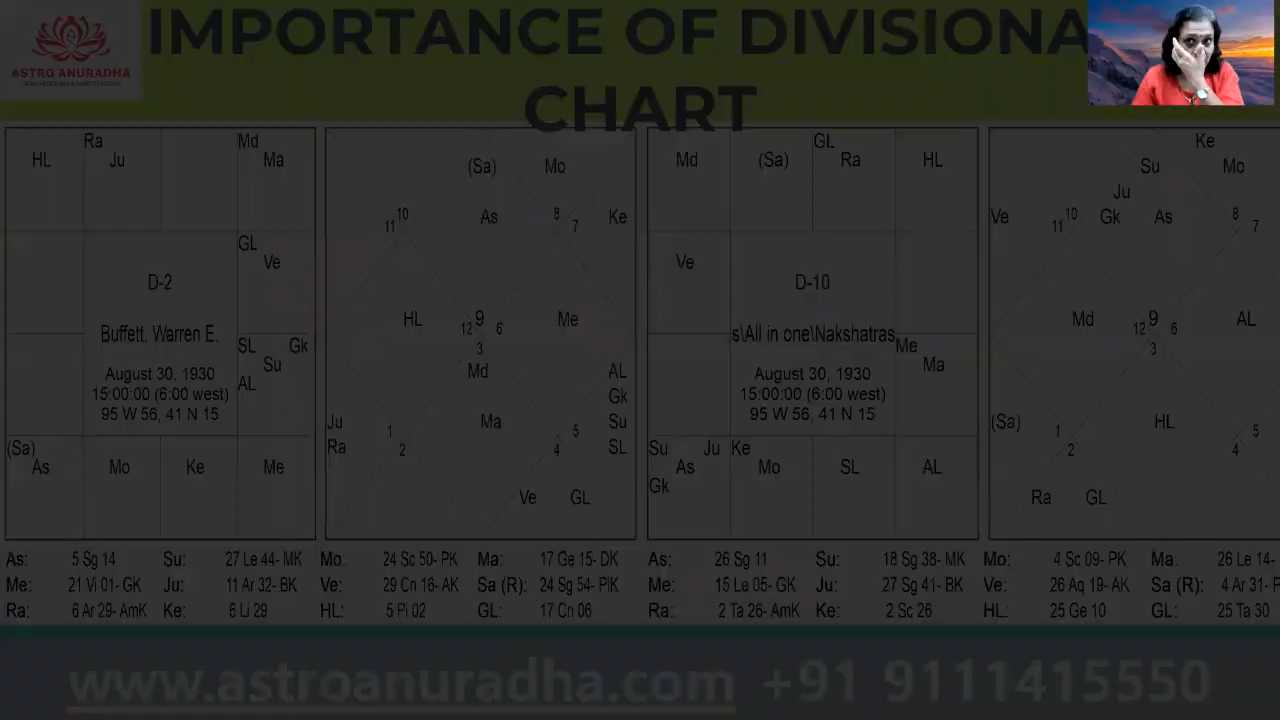 IMPORTANCE OF DIVISIONA
CHART
ASTRO ANURADHA
HL Ra Ju Md Ma
GL Ve
D-2
Buffett. Warren E.
August 30, 1930
15:00:00 (6:00 west)
95 W 56, 41 N 15
SL Gk
Su
AL
(Sa)
As Mo Ke Me
(Sa) Mo
11 10 As 8 7 Ke
HL 12 9 6 Me
3
Md AL
Gk
Ju 1 Ma 5 Su
Ra 2 4 SL
Ve GL
Md (Sa) GL Ra HL
Ve
D-10
s\All in one\Nakshatras
August 30, 1930
15:00:00 (6:00 west)
95 W 56, 41 N 15
Me
Ma
Su Ju Ke
As Mo SL AL
Gk
Ke
Su Mo
Ju
Ve 11 10 Gk As 8 7
Md 12 9 6 AL
3
(Sa) 1 HL 5
2 4
Ra GL
As: 5 Sg 14 Su: 27 Le 44- MK Mo: 24 Sc 50- PK Ma: 17 Ge 15- DK As: 26 Sg 11 Su: 18 Sg 38- MK Mo: 4 Sc 09- PK Ma: 26 Le 14-
Me: 21 Vi 01- GK Ju: 11 Ar 32- BK Ve: 29 Cn 16- AK Sa (R): 24 Sg 54- PiK Me: 15 Le 05- GK Ju: 27 Sg 41- BK Ve: 26 Aq 19- AK Sa (R): 4 Ar 31-
Ra: 6 Ar 29- AmK Ke: 6 Li 29 HL: 5 Pi 02 GL: 17 Cn 06 Ra: 2 Ta 26- AmK Ke: 2 Sc 26 HL: 25 Ge 10 GL: 25 Ta 30
www.astroanuradha.com +91 9111415550